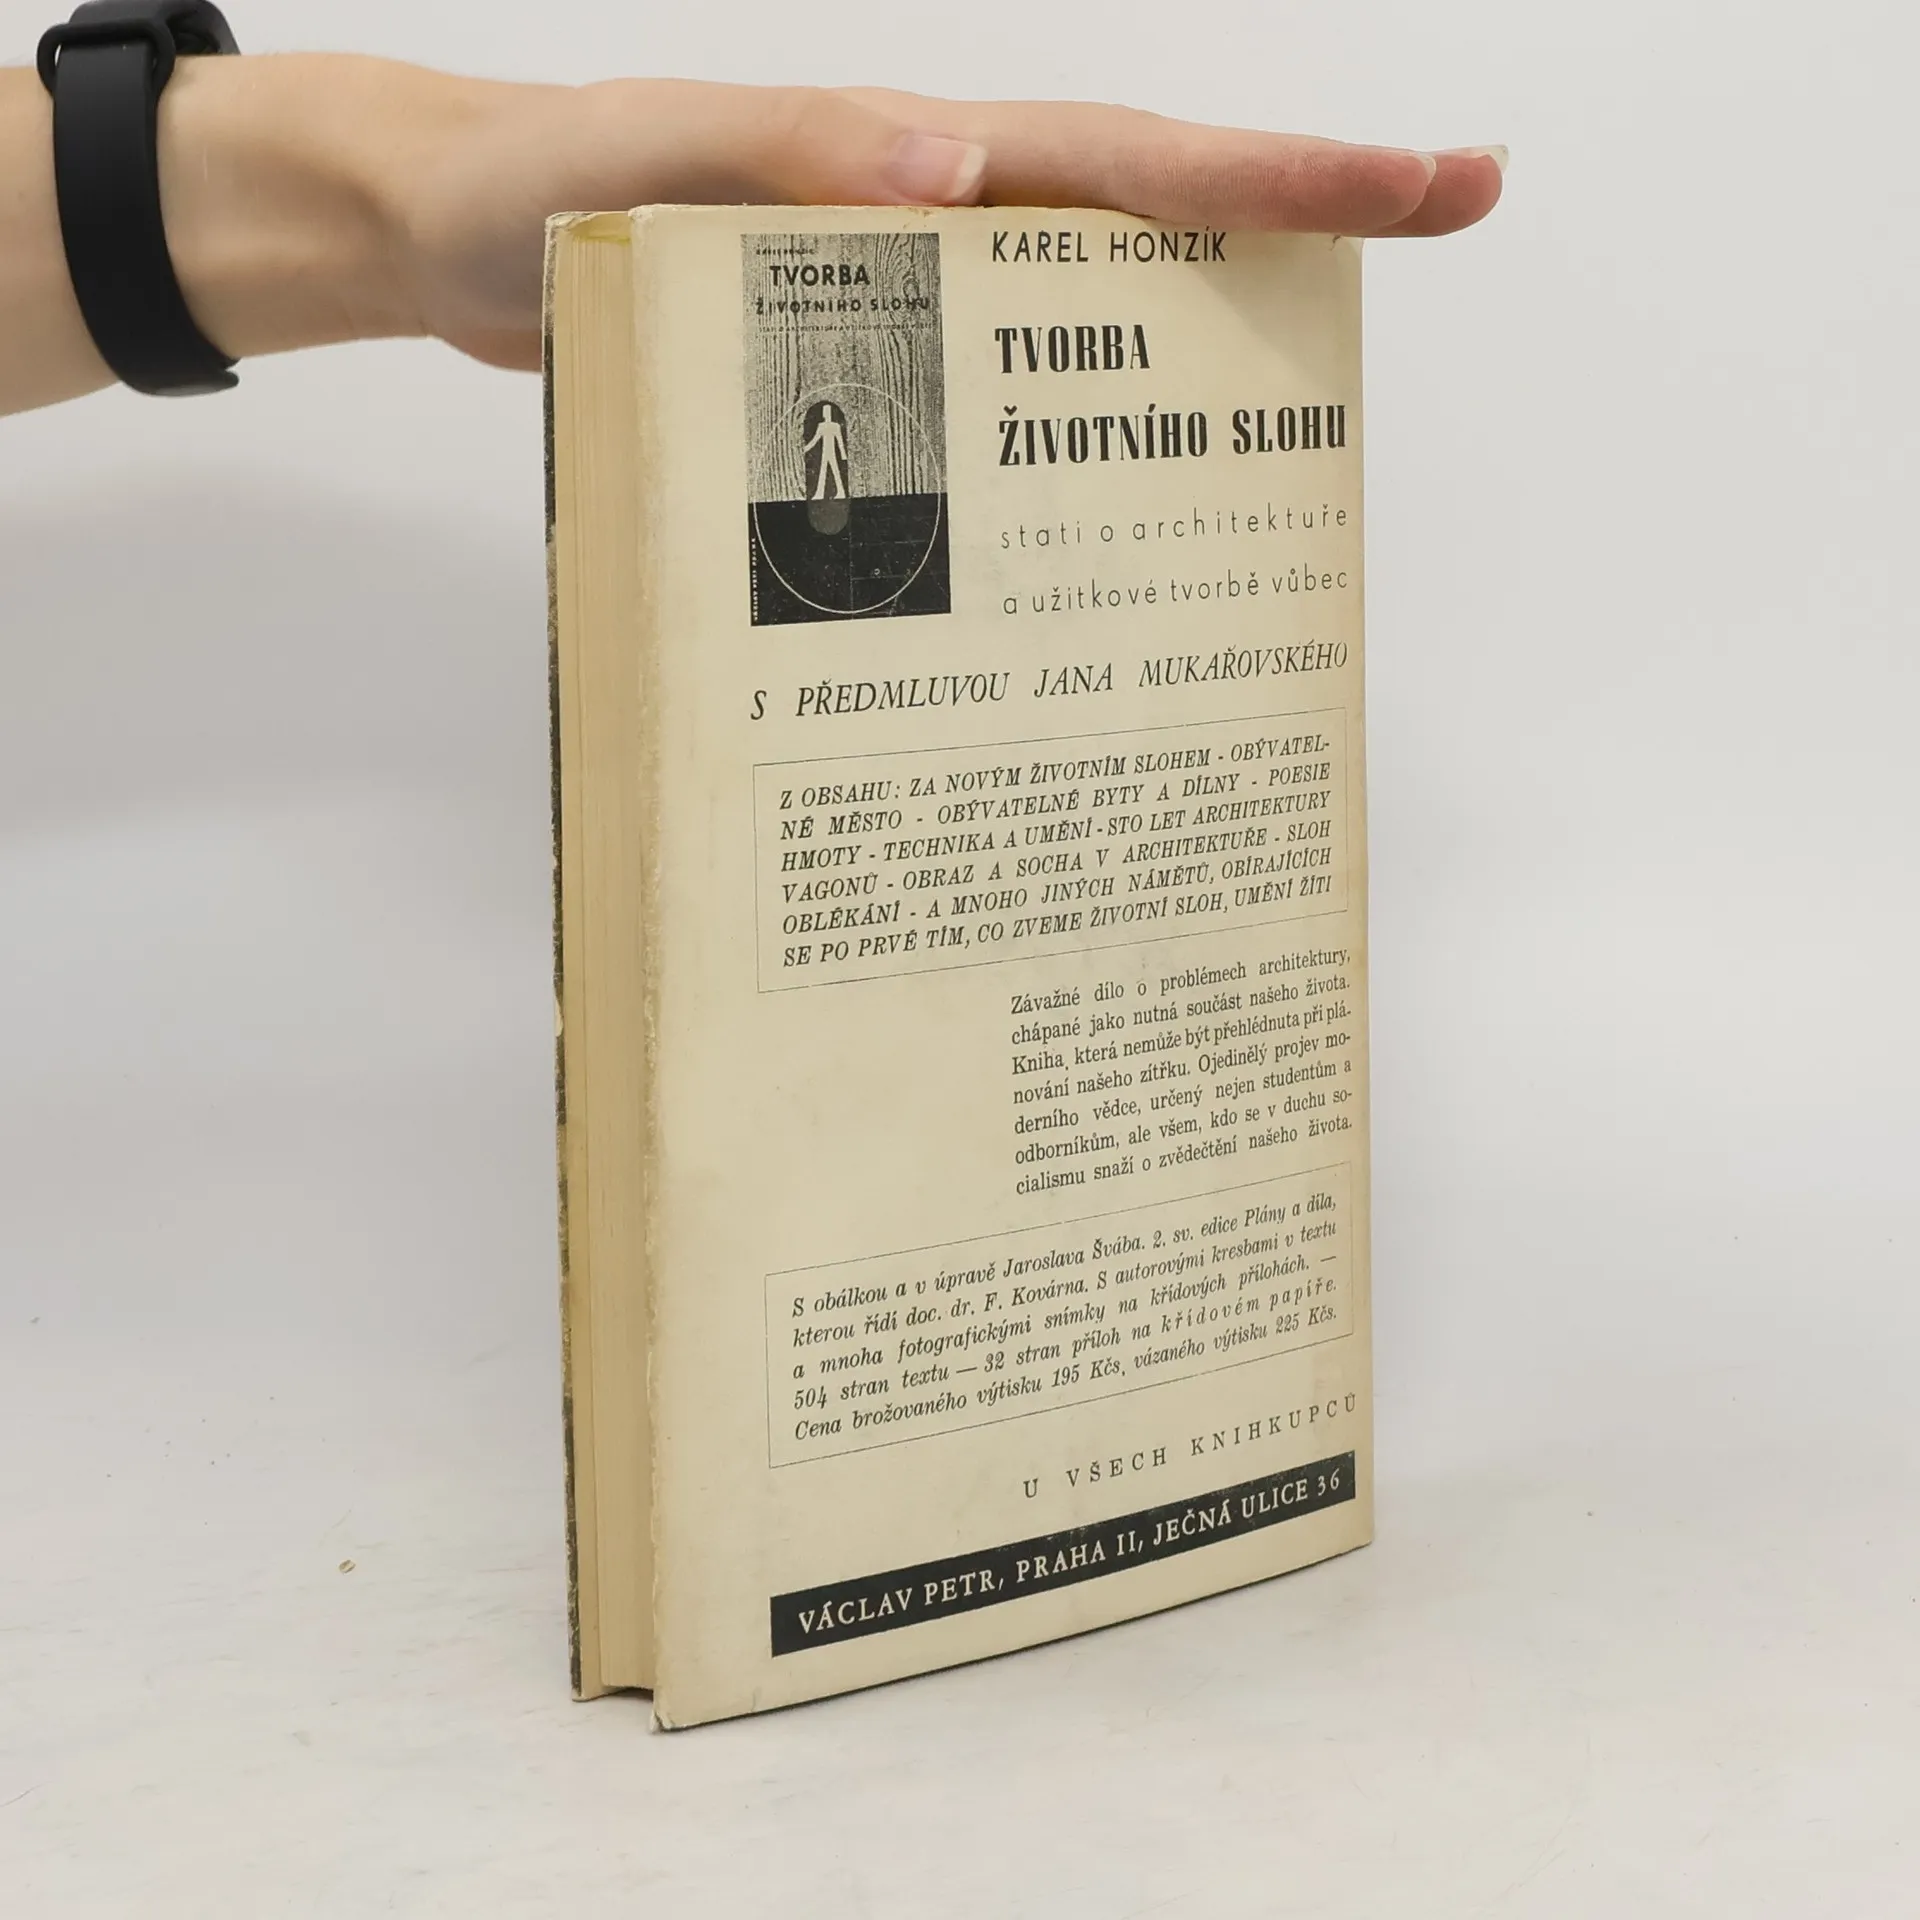 TVORBA
ŽIVOTNÍHO SLOHU
KAREL HONZÍK
TVORBA
ŽIVOTNÍHO SLOHU
stati o architektuře
a užitkové tvorbě vůbec
S PŘEDMLUVOU JANA MUKAŘOVSKÉHO
Z OBSAHU: ZA NOVÝM ŽIVOTNÍM SLOHEM - OBÝVATEL-
NÉ MĚSTO - OBÝVATELNÉ BYTY A DÍLNY - POESIE
HMOTY - TECHNIKA A UMĚNÍ - STO LET ARCHITEKTURY
VAGONŮ - OBRAZ A SOCHA V ARCHITEKTUŘE - SLOH
OBLÉKÁNÍ - A MNOHO JINÝCH NÁMĚTŮ, OBÍRAJÍCÍCH
SE PO PRVÉ TÍM, CO ZVEME ŽIVOTNÍ SLOH, UMĚNÍ ŽÍTI
Závažné dílo o problémech architektury,
chápané jako nutná součást našeho života.
Kniha, která nemůže být přehlédnuta při plá-
nování našeho zítřku. Ojedinělý projev mo-
derního vědce, určený nejen studentům a
odborníkům, ale všem, kdo se v duchu so-
cialismu snaží o zvědečtění našeho života.
S obálkou a v úpravě Jaroslava Švába. 2. sv. edice Plány a díla,
kterou řídí doc. dr. F. Kovárna. S autorovými kresbami v textu
a mnoha fotografickými snímky na křídových přílohách. —
504 stran textu — 32 stran příloh na křídovém papíře.
Cena brožovaného výtisku 195 Kčs, vázaného výtisku 225 Kčs.
U VŠECH KNIHKUPCŮ
VÁCLAV PETR, PRAHA II, JEČNÁ ULICE 36